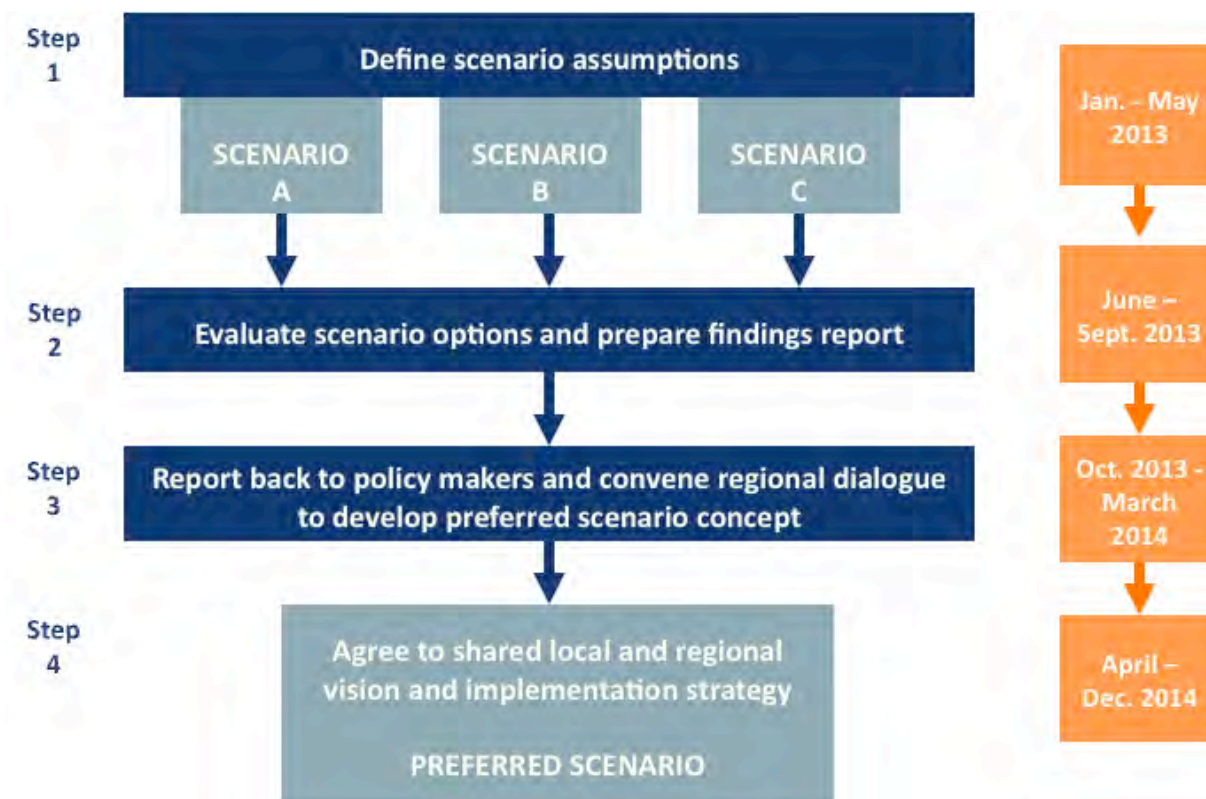 Step
1
Define scenario assumptions
Jan. - May
2013
SCENARIO
A
SCENARIO
B
SCENARIO
C
Step
2
Evaluate scenario options and prepare findings report
June –
Sept. 2013
Step
3
Report back to policy makers and convene regional dialogue
to develop preferred scenario concept
Oct. 2013 -
March
2014
Step
4
Agree to shared local and regional
vision and implementation strategy
PREFERRED SCENARIO
April –
Dec. 2014